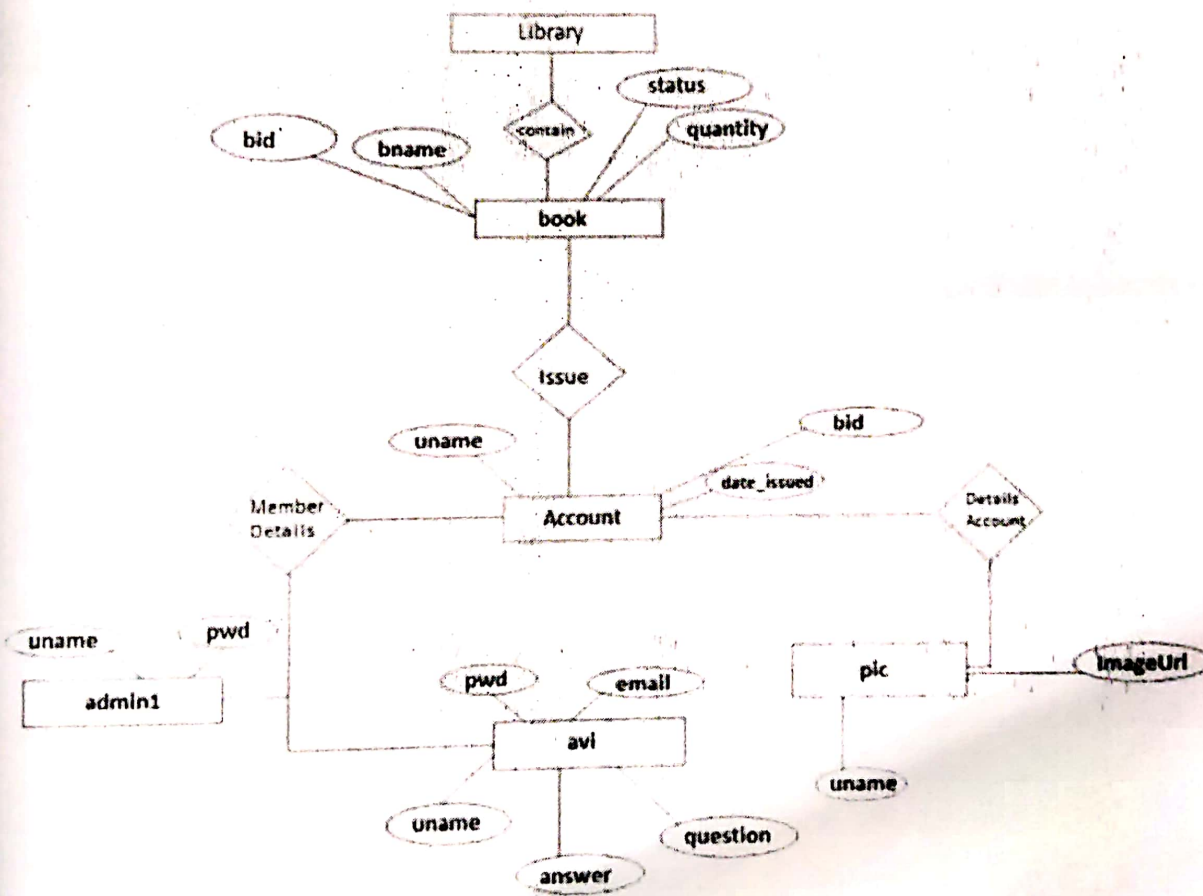 Library
status
contain
quantity
bid
bname
book
Issue
bid
uname
date_issued
Member
Details
Account
Details
Account
uname
pwd
admin1
pwd
email
pic
ImageUrl
avi
uname
uname
question
answer